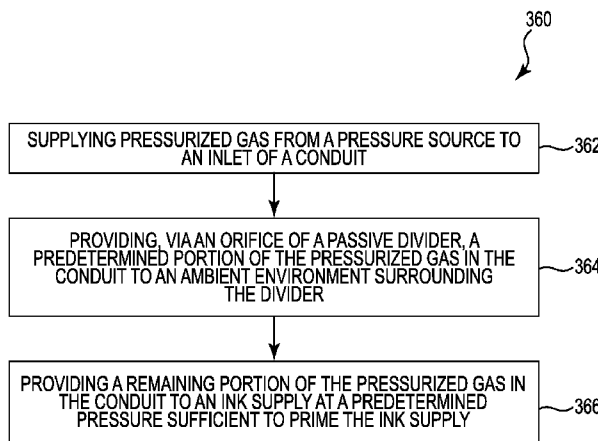 360
SUPPLYING PRESSURIZED GAS FROM A PRESSURE SOURCE TO
AN INLET OF A CONDUIT
362
PROVIDING, VIA AN ORIFICE OF A PASSIVE DIVIDER, A
PREDETERMINED PORTION OF THE PRESSURIZED GAS IN THE
CONDUIT TO AN AMBIENT ENVIRONMENT SURROUNDING
THE DIVIDER
364
PROVIDING A REMAINING PORTION OF THE PRESSURIZED GAS IN
THE CONDUIT TO AN INK SUPPLY AT A PREDETERMINED
PRESSURE SUFFICIENT TO PRIME THE INK SUPPLY
366